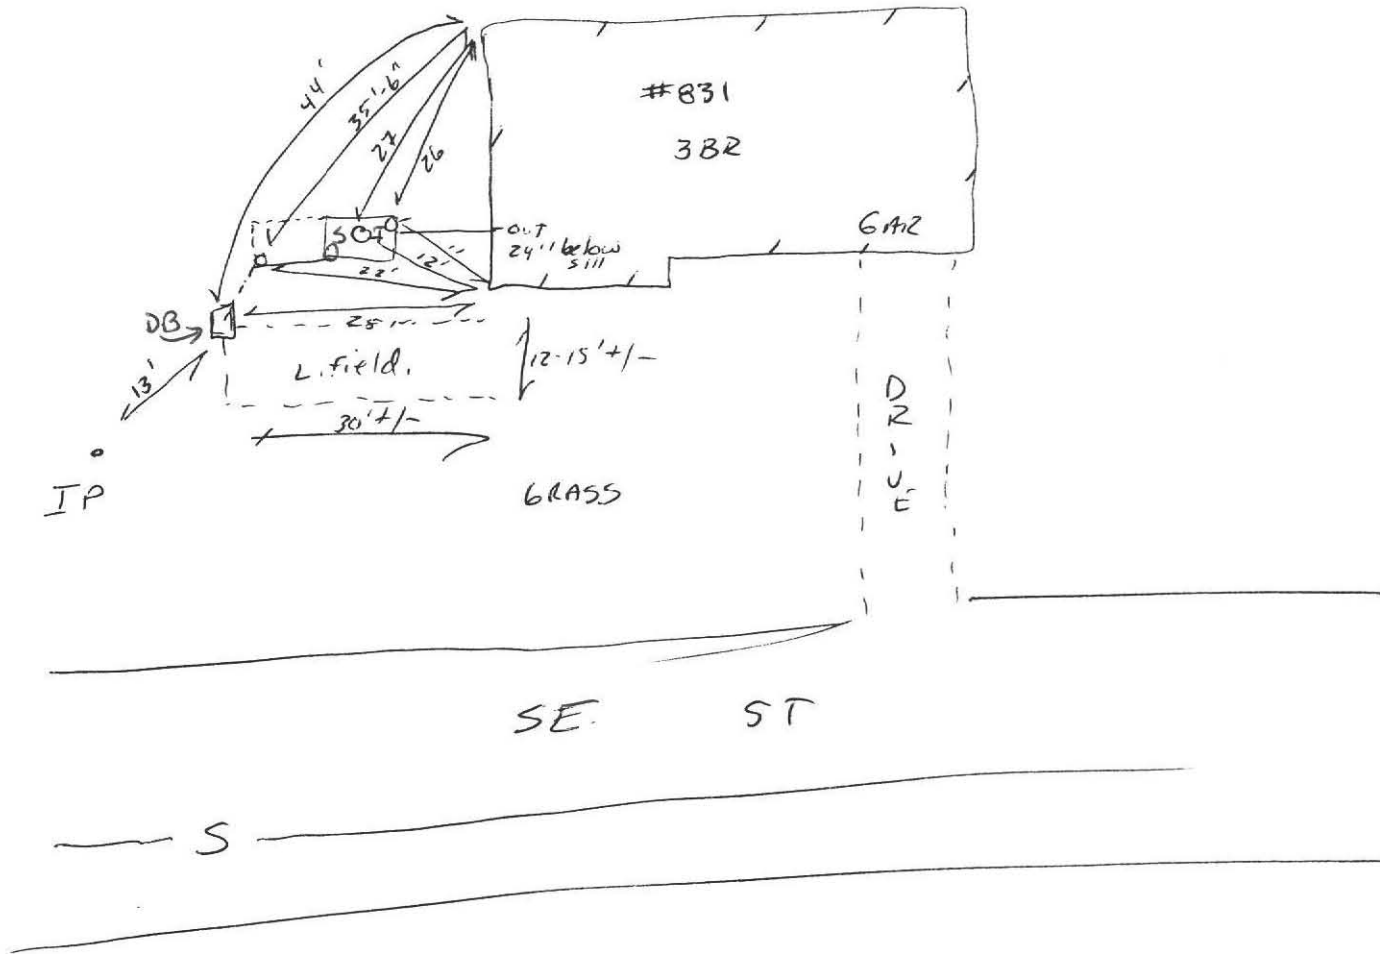 #831
3BR
GAR
44'
35'-6"
27
26
S T
OUT
24" below
sill
12'
22'
DB
28'
L. field.
12-15'+/-
13'
30'+/-
IP
GRASS
DRIVE
SE ST
S